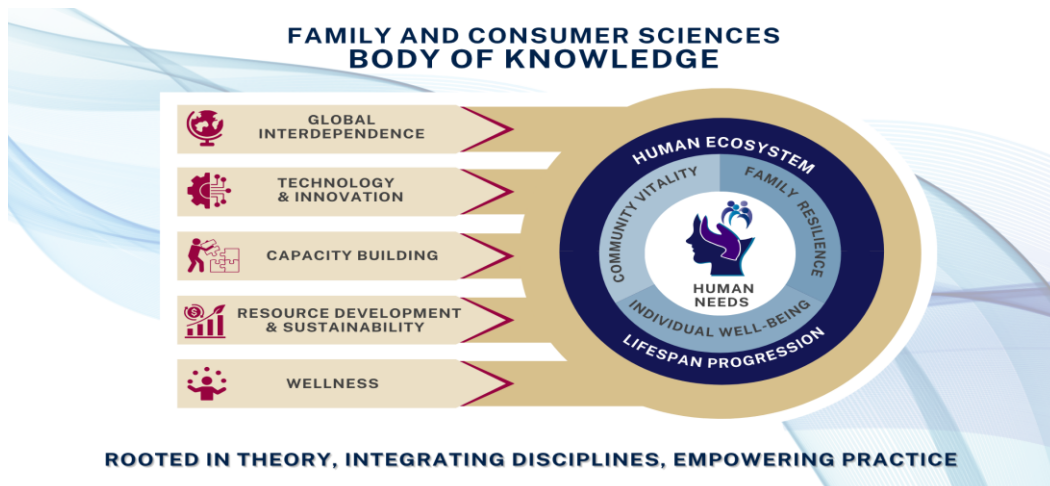 FAMILY AND CONSUMER SCIENCES
BODY OF KNOWLEDGE
GLOBAL
INTERDEPENDENCE
TECHNOLOGY
& INNOVATION
CAPACITY BUILDING
RESOURCE DEVELOPMENT
& SUSTAINABILITY
WELLNESS
HUMAN ECOSYSTEM
COMMUNITY VITALITY
FAMILY RESILIENCE
HUMAN
NEEDS
INDIVIDUAL WELL-BEING
LIFESPAN PROGRESSION
ROOTED IN THEORY, INTEGRATING DISCIPLINES, EMPOWERING PRACTICE